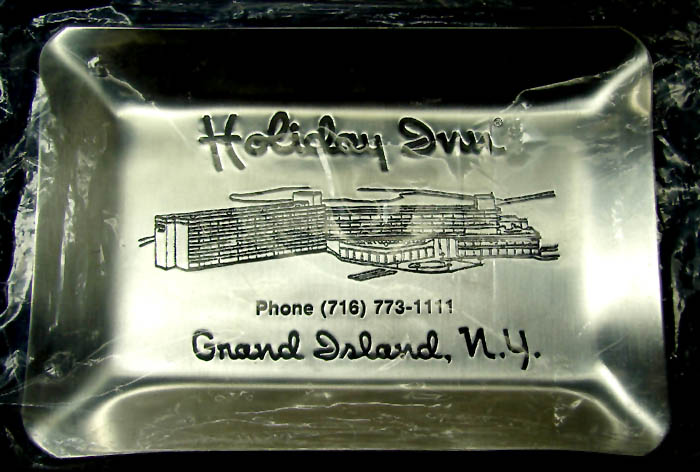 Holiday Inn®
Phone (716) 773-1111
Grand Island, N.Y.